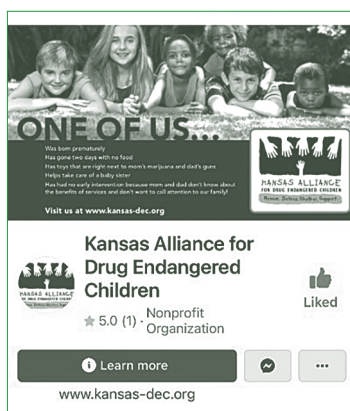 ONE OF US...
Was born prematurely
Has gone two days with no food
Has toys that are right next to mom's marijuana and dad's guns
Helps take care of a baby sister
Has had no early intervention because mom and dad don't know about
the benefits of services and don't want to call attention to our family!
Visit us at www.kansas-dec.org
KANSAS ALLIANCE
FOR DRUG ENDANGERED CHILDREN
Rescue. Defend. Shelter. Support.
Kansas Alliance for
Drug Endangered
Children
KANSAS ALLIANCE
5.0 (1) · Nonprofit
Organization
Liked
Learn more
www.kansas-dec.org